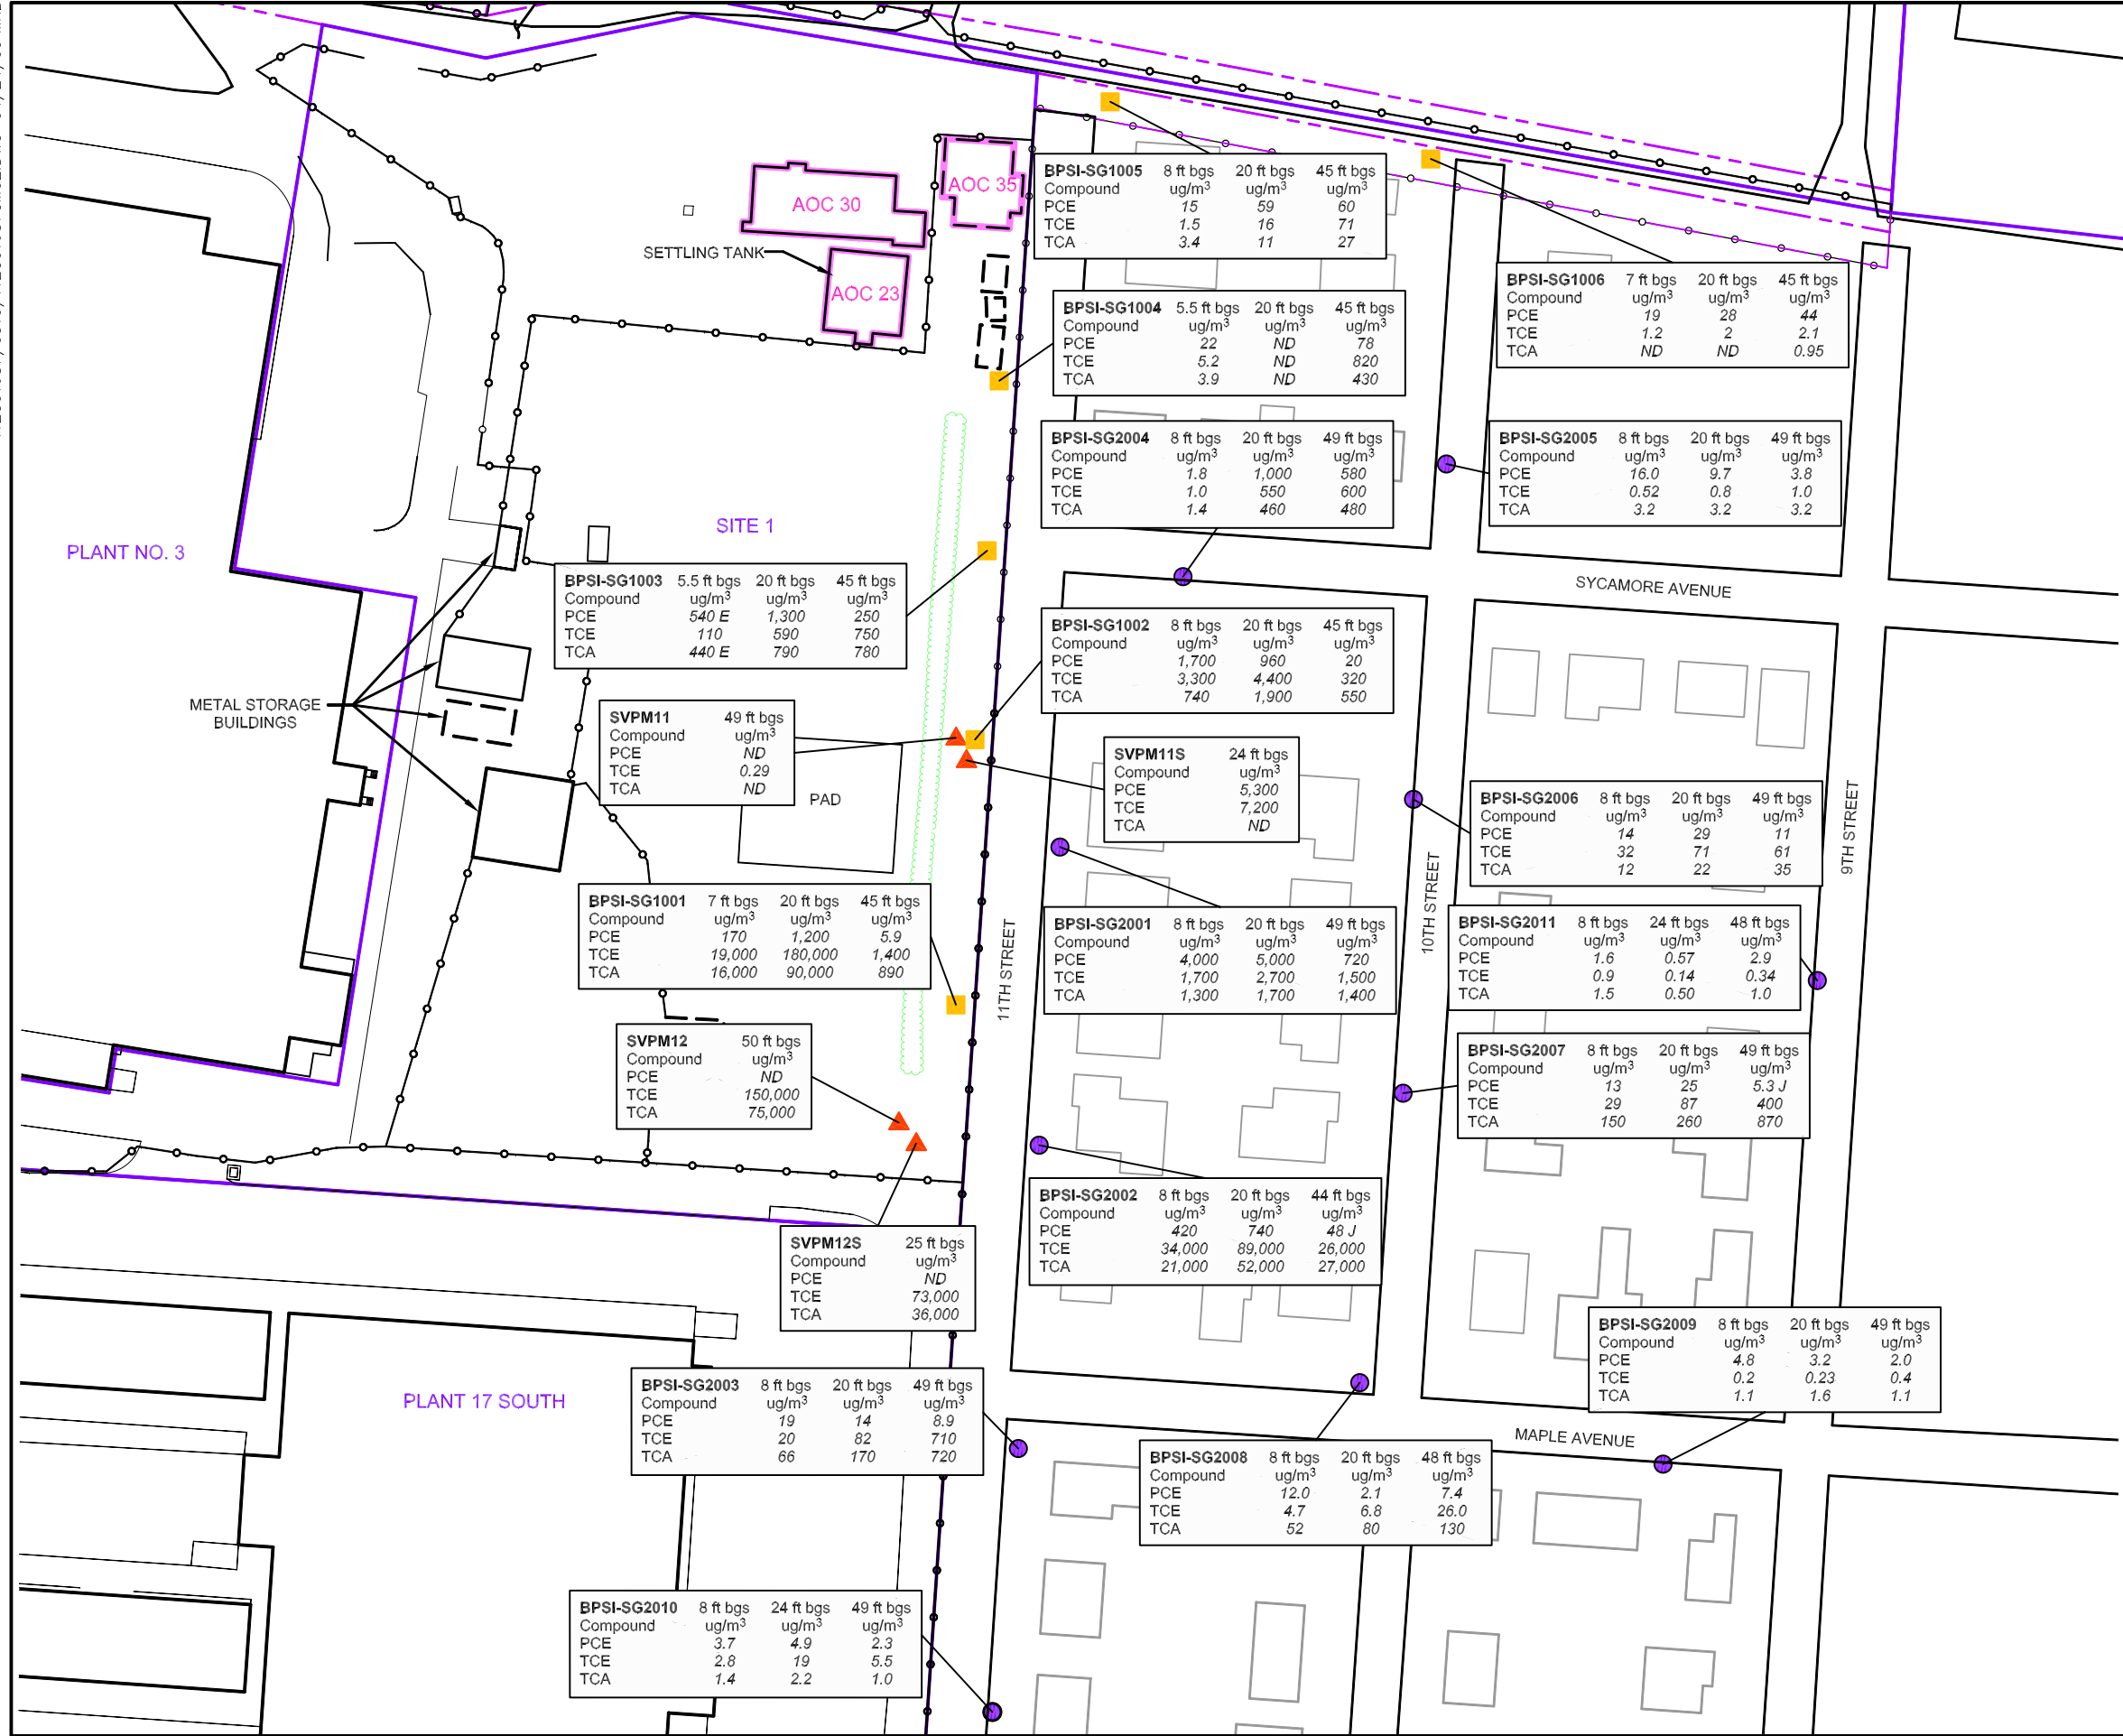 AOC 35
AOC 30
SETTLING TANK
AOC 23
BPSI-SG1005 8 ft bgs 20 ft bgs 45 ft bgs
Compound ug/m³ ug/m³ ug/m³
PCE 15 59 60
TCE 1.5 16 71
TCA 3.4 11 27
BPSI-SG1006 7 ft bgs 20 ft bgs 45 ft bgs
Compound ug/m³ ug/m³ ug/m³
PCE 19 28 44
TCE 1.2 2 2.1
TCA ND ND 0.95
BPSI-SG1004 5.5 ft bgs 20 ft bgs 45 ft bgs
Compound ug/m³ ug/m³ ug/m³
PCE 22 ND 78
TCE 5.2 ND 820
TCA 3.9 ND 430
BPSI-SG2004 8 ft bgs 20 ft bgs 49 ft bgs
Compound ug/m³ ug/m³ ug/m³
PCE 1.8 1,000 580
TCE 1.0 550 600
TCA 1.4 460 480
BPSI-SG2005 8 ft bgs 20 ft bgs 49 ft bgs
Compound ug/m³ ug/m³ ug/m³
PCE 16.0 9.7 3.8
TCE 0.52 0.8 1.0
TCA 3.2 3.2 3.2
SITE 1
PLANT NO. 3
SYCAMORE AVENUE
BPSI-SG1003 5.5 ft bgs 20 ft bgs 45 ft bgs
Compound ug/m³ ug/m³ ug/m³
PCE 540 E 1,300 250
TCE 110 590 750
TCA 440 E 790 780
BPSI-SG1002 8 ft bgs 20 ft bgs 45 ft bgs
Compound ug/m³ ug/m³ ug/m³
PCE 1,700 960 20
TCE 3,300 4,400 320
TCA 740 1,900 550
METAL STORAGE
BUILDINGS
SVPM11 49 ft bgs
Compound ug/m³
PCE ND
TCE 0.29
TCA ND
PAD
SVPM11S 24 ft bgs
Compound ug/m³
PCE 5,300
TCE 7,200
TCA ND
BPSI-SG2006 8 ft bgs 20 ft bgs 49 ft bgs
Compound ug/m³ ug/m³ ug/m³
PCE 14 29 11
TCE 32 71 61
TCA 12 22 35
9TH STREET
10TH STREET
11TH STREET
BPSI-SG1001 7 ft bgs 20 ft bgs 45 ft bgs
Compound ug/m³ ug/m³ ug/m³
PCE 170 1,200 5.9
TCE 19,000 180,000 1,400
TCA 16,000 90,000 890
BPSI-SG2001 8 ft bgs 20 ft bgs 49 ft bgs
Compound ug/m³ ug/m³ ug/m³
PCE 4,000 5,000 720
TCE 1,700 2,700 1,500
TCA 1,300 1,700 1,400
BPSI-SG2011 8 ft bgs 24 ft bgs 48 ft bgs
Compound ug/m³ ug/m³ ug/m³
PCE 1.6 0.57 2.9
TCE 0.9 0.14 0.34
TCA 1.5 0.50 1.0
SVPM12 50 ft bgs
Compound ug/m³
PCE ND
TCE 150,000
TCA 75,000
BPSI-SG2007 8 ft bgs 20 ft bgs 49 ft bgs
Compound ug/m³ ug/m³ ug/m³
PCE 13 25 5.3 J
TCE 29 87 400
TCA 150 260 870
BPSI-SG2002 8 ft bgs 20 ft bgs 44 ft bgs
Compound ug/m³ ug/m³ ug/m³
PCE 420 740 48 J
TCE 34,000 89,000 26,000
TCA 21,000 52,000 27,000
SVPM12S 25 ft bgs
Compound ug/m³
PCE ND
TCE 73,000
TCA 36,000
BPSI-SG2009 8 ft bgs 20 ft bgs 49 ft bgs
Compound ug/m³ ug/m³ ug/m³
PCE 4.8 3.2 2.0
TCE 0.2 0.23 0.4
TCA 1.1 1.6 1.1
PLANT 17 SOUTH
BPSI-SG2003 8 ft bgs 20 ft bgs 49 ft bgs
Compound ug/m³ ug/m³ ug/m³
PCE 19 14 8.9
TCE 20 82 710
TCA 66 170 720
MAPLE AVENUE
BPSI-SG2008 8 ft bgs 20 ft bgs 48 ft bgs
Compound ug/m³ ug/m³ ug/m³
PCE 12.0 2.1 7.4
TCE 4.7 6.8 26.0
TCA 52 80 130
BPSI-SG2010 8 ft bgs 24 ft bgs 49 ft bgs
Compound ug/m³ ug/m³ ug/m³
PCE 3.7 4.9 2.3
TCE 2.8 19 5.5
TCA 1.4 2.2 1.0